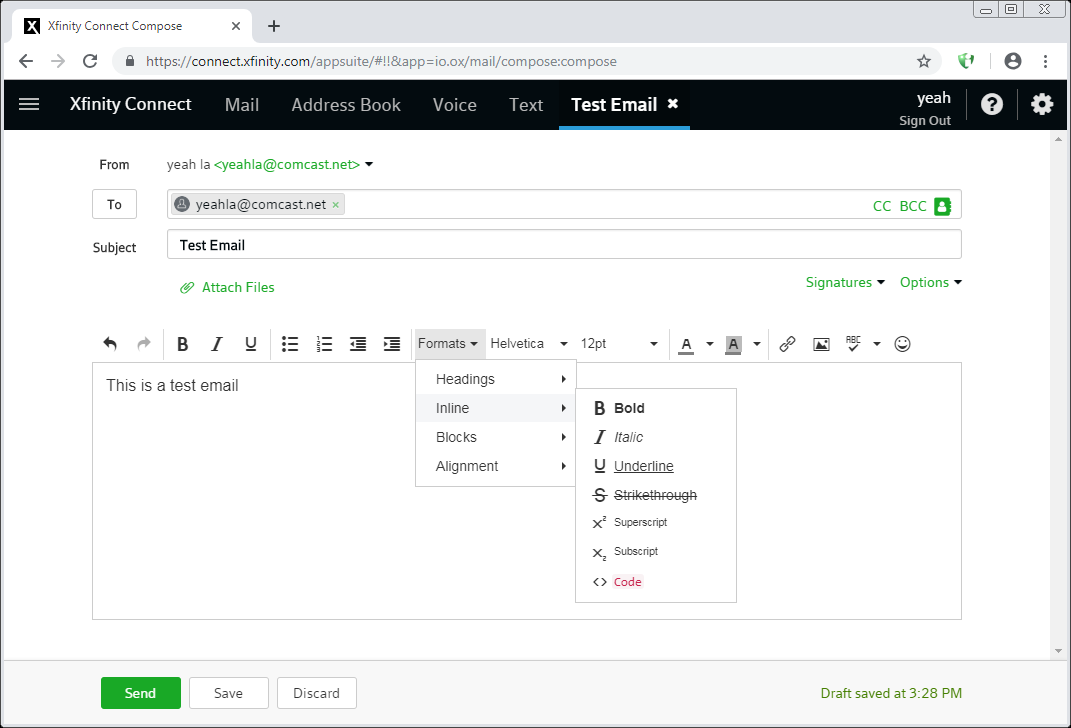 X Xfinity Connect Compose
https://connect.xfinity.com/appsuite/#!!&app=io.ox/mail/compose:compose
Xfinity Connect Mail Address Book Voice Text Test Email
yeah
Sign Out
From yeah la <yeahla@comcast.net>
To yeahla@comcast.net × CC BCC
Subject Test Email
Attach Files Signatures Options
B I U Formats Helvetica 12pt A A ABC
This is a test email
Headings
Inline
Blocks
Alignment
B Bold
I Italic
U Underline
S Strikethrough
x² Superscript
x₂ Subscript
<> Code
Send Save Discard Draft saved at 3:28 PM